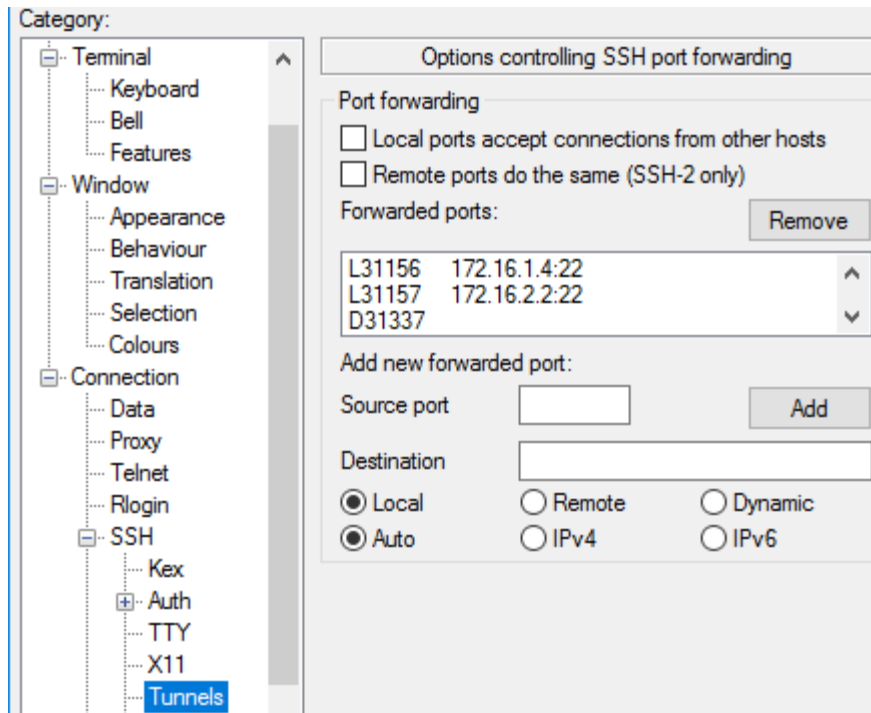 Category:
Terminal
Keyboard
Bell
Features
Window
Appearance
Behaviour
Translation
Selection
Colours
Connection
Data
Proxy
Telnet
Rlogin
SSH
Kex
Auth
TTY
X11
Tunnels
Options controlling SSH port forwarding
Port forwarding
Local ports accept connections from other hosts
Remote ports do the same (SSH-2 only)
Forwarded ports:
Remove
L31156 172.16.1.4:22
L31157 172.16.2.2:22
D31337
Add new forwarded port:
Source port
Add
Destination
Local Remote Dynamic
Auto IPv4 IPv6